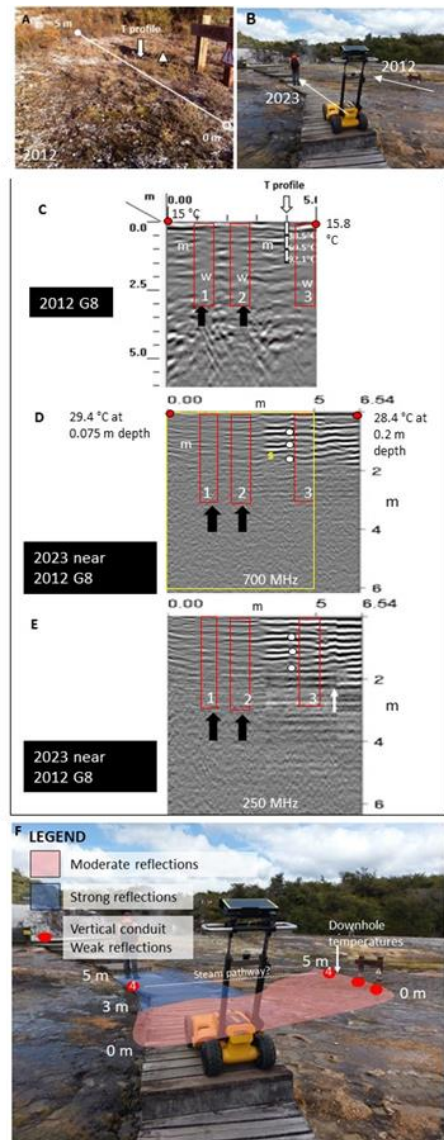 A
5 m
T profile
0 m
2012
B
2012
2023
T profile
C
m
0.00
5.0
15 °C
15.8 °C
0.0
m
m
2.5
w
w
w
1
2
3
5.0
2012 G8
D
0.00
m
5
6.54
29.4 °C at
0.075 m
depth
28.4 °C at
0.2 m
depth
m
s
2
1
2
3
m
4
700 MHz
6
2023 near
2012 G8
E
0.00
m
5
6.54
2
1
2
3
m
4
250 MHz
6
2023 near
2012 G8
F LEGEND
Moderate reflections
Strong reflections
Vertical conduit
Weak reflections
Downhole
temperatures
Steam pathway?
5 m
4
5 m
4
3 m
0 m
0 m